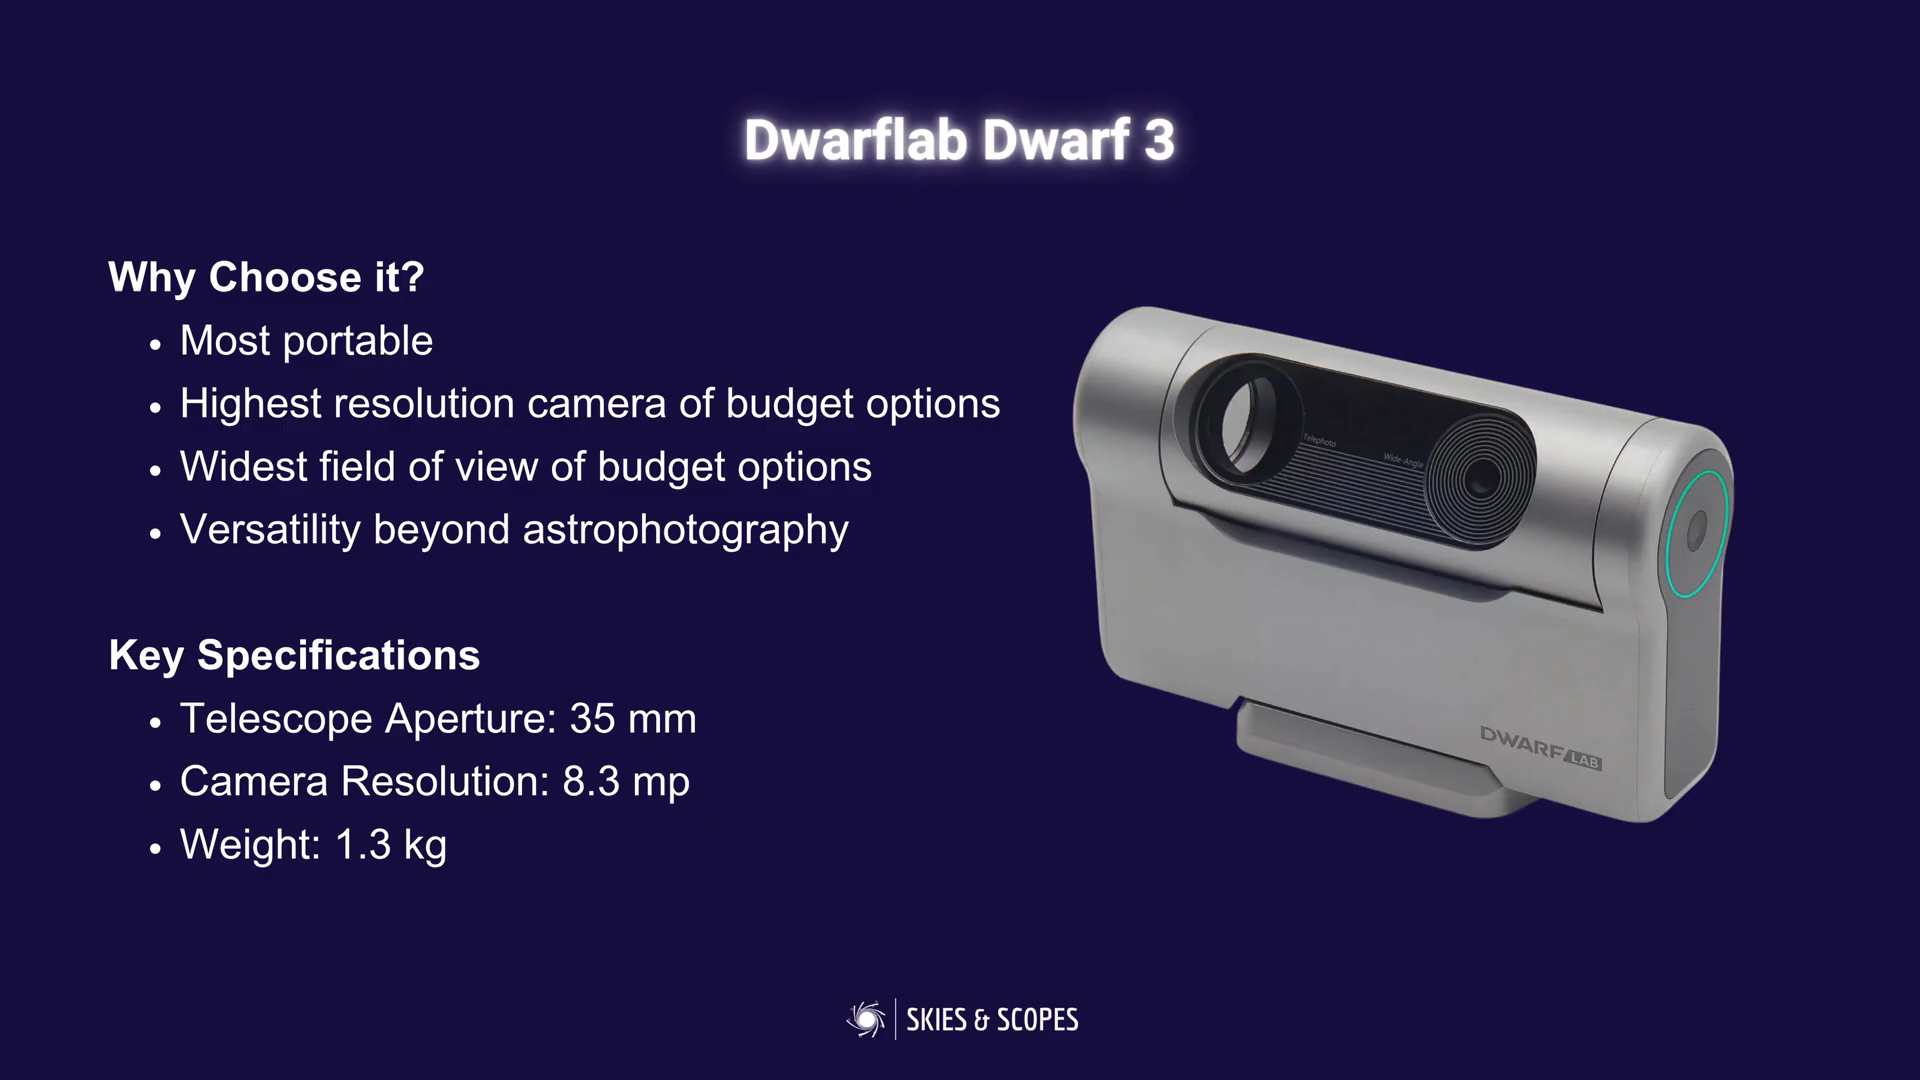 Dwarflab Dwarf 3
Why Choose it?
• Most portable
• Highest resolution camera of budget options
• Widest field of view of budget options
• Versatility beyond astrophotography
Key Specifications
• Telescope Aperture: 35 mm
• Camera Resolution: 8.3 mp
• Weight: 1.3 kg
Telephoto
Wide-Angle
DWARFLAB
SKIES & SCOPES